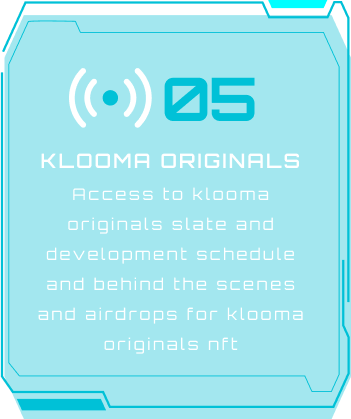 05
KLOOMA ORIGINALS
Access to klooma
originals slate and
development schedule
and behind the scenes
and airdrops for klooma
originals nft